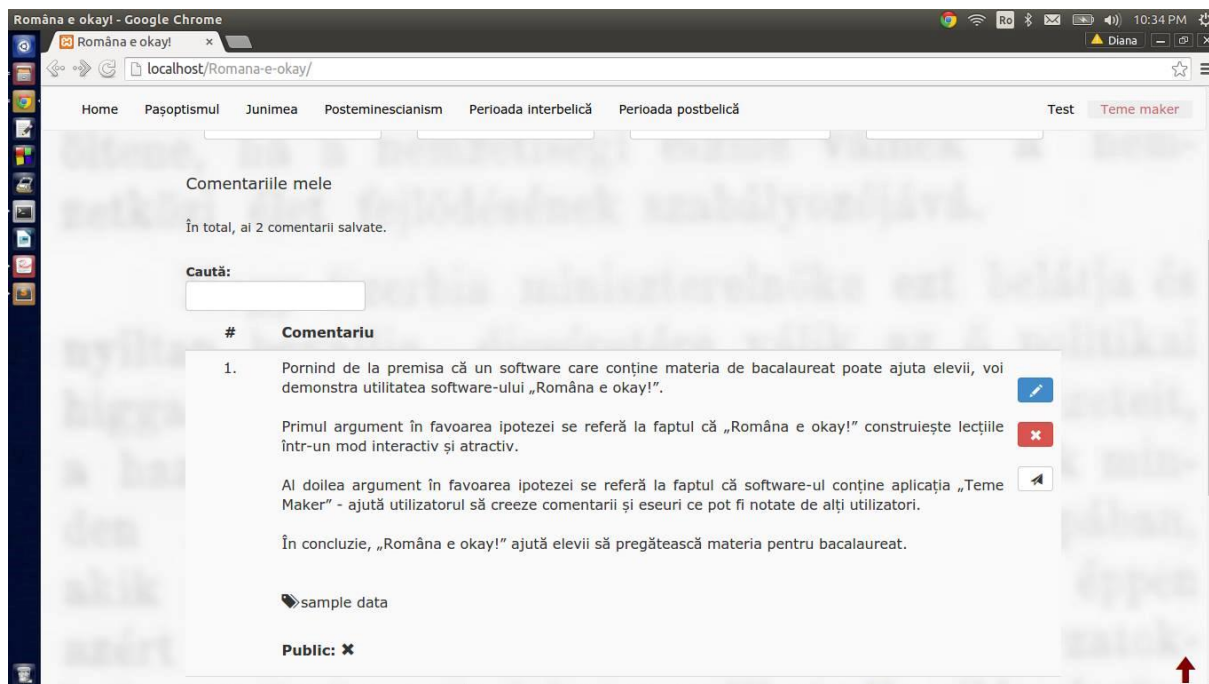 Româna e okay! - Google Chrome
Ro
10:34 PM
Româna e okay!
×
Diana
localhost/Romana-e-okay/
Home Pașoptismul Junimea Posteminescianism Perioada interbelică Perioada postbelică Test Teme maker
Comentariile mele
În total, ai 2 comentarii salvate.
Caută:
# Comentariu
1. Pornind de la premisa că un software care conține materia de bacalaureat poate ajuta elevii, voi
demonstra utilitatea software-ului „Româna e okay!”.
Primul argument în favoarea ipotezei se referă la faptul că „Româna e okay!” construiește lecțiile
într-un mod interactiv și atractiv.
Al doilea argument în favoarea ipotezei se referă la faptul că software-ul conține aplicația „Teme
Maker” - ajută utilizatorul să creeze comentarii și eseuri ce pot fi notate de alți utilizatori.
În concluzie, „Româna e okay!” ajută elevii să pregătească materia pentru bacalaureat.
sample data
Public: ✖